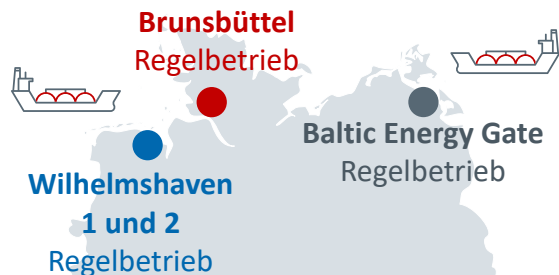 Brunsbüttel
Regelbetrieb
Baltic Energy Gate
Regelbetrieb
Wilhelmshaven
1 und 2
Regelbetrieb